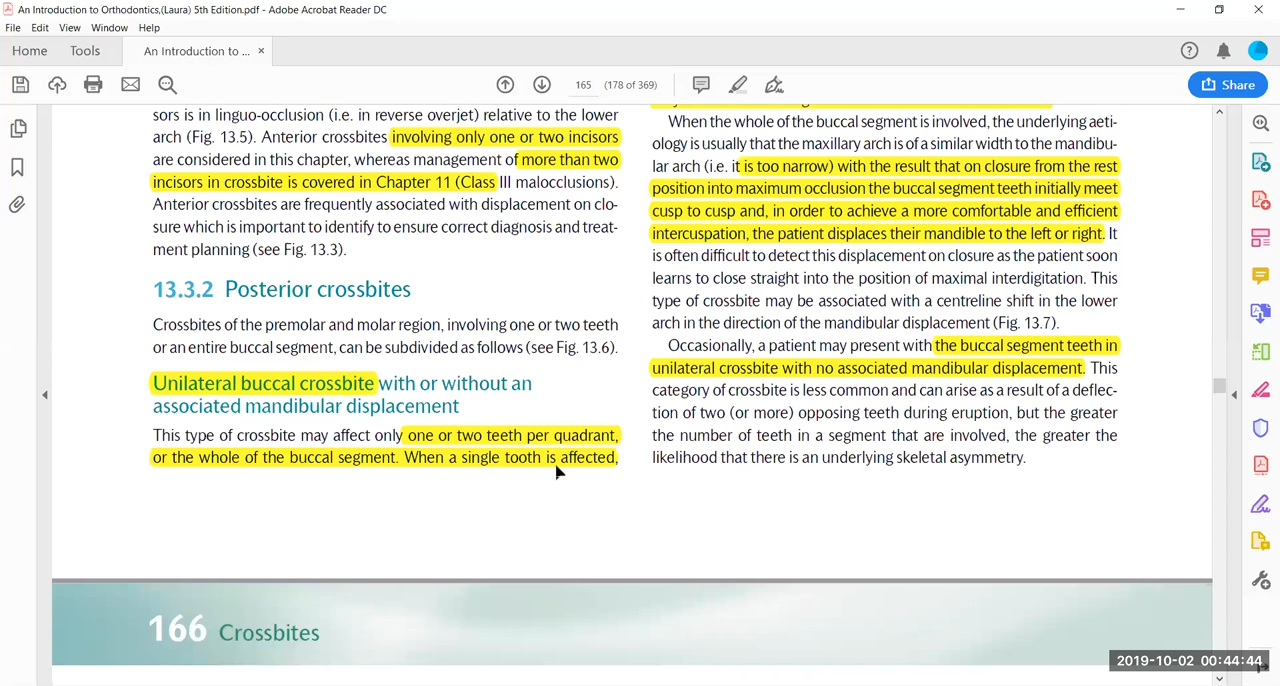 An Introduction to Orthodontics,(Laura) 5th Edition.pdf - Adobe Acrobat Reader DC
File Edit View Window Help
Home Tools An Introduction to ... ×
165 (178 of 369)
Share
sors is in linguo-occlusion (i.e. in reverse overjet) relative to the lower
arch (Fig. 13.5). Anterior crossbites involving only one or two incisors
are considered in this chapter, whereas management of more than two
incisors in crossbite is covered in Chapter 11 (Class III malocclusions).
Anterior crossbites are frequently associated with displacement on clo-
sure which is important to identify to ensure correct diagnosis and treat-
ment planning (see Fig. 13.3).
13.3.2 Posterior crossbites
Crossbites of the premolar and molar region, involving one or two teeth
or an entire buccal segment, can be subdivided as follows (see Fig. 13.6).
Unilateral buccal crossbite with or without an
associated mandibular displacement
This type of crossbite may affect only one or two teeth per quadrant,
or the whole of the buccal segment. When a single tooth is affected,
When the whole of the buccal segment is involved, the underlying aeti-
ology is usually that the maxillary arch is of a similar width to the mandibu-
lar arch (i.e. it is too narrow) with the result that on closure from the rest
position into maximum occlusion the buccal segment teeth initially meet
cusp to cusp and, in order to achieve a more comfortable and efficient
intercuspation, the patient displaces their mandible to the left or right. It
is often difficult to detect this displacement on closure as the patient soon
learns to close straight into the position of maximal interdigitation. This
type of crossbite may be associated with a centreline shift in the lower
arch in the direction of the mandibular displacement (Fig. 13.7).
Occasionally, a patient may present with the buccal segment teeth in
unilateral crossbite with no associated mandibular displacement. This
category of crossbite is less common and can arise as a result of a deflec-
tion of two (or more) opposing teeth during eruption, but the greater
the number of teeth in a segment that are involved, the greater the
likelihood that there is an underlying skeletal asymmetry.
166 Crossbites
2019-10-02 00:44:44